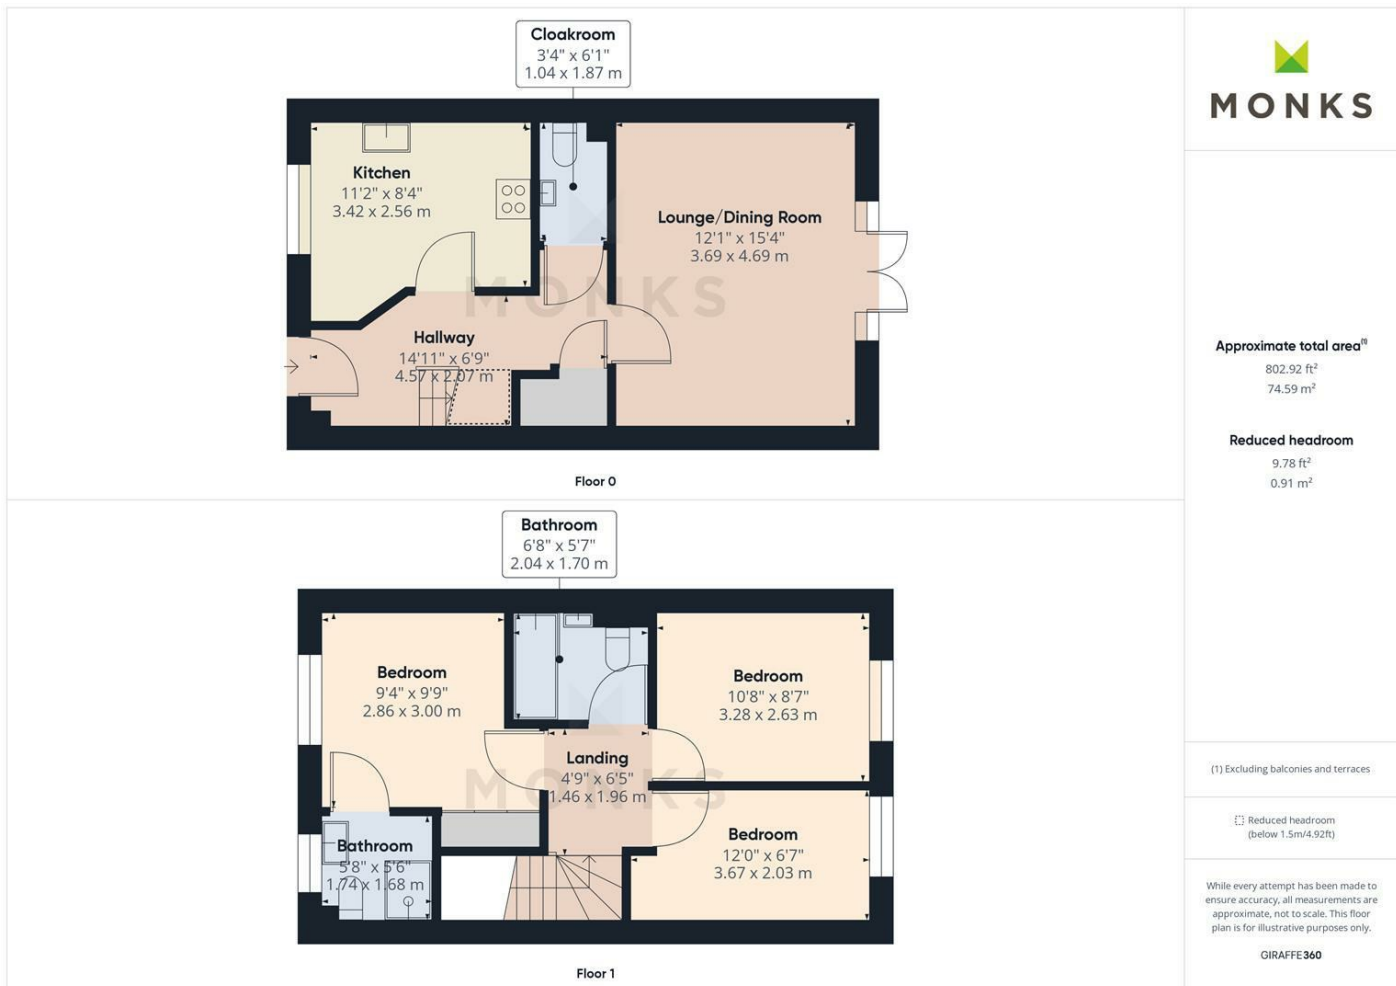 Cloakroom
3'4" x 6'1"
1.04 x 1.87 m
Kitchen
11'2" x 8'4"
3.42 x 2.56 m
Lounge/Dining Room
12'1" x 15'4"
3.69 x 4.69 m
MONKS
Hallway
14'11" x 6'9"
4.57 x 2.07 m
Floor 0
Bathroom
6'8" x 5'7"
2.04 x 1.70 m
Bedroom
9'4" x 9'9"
2.86 x 3.00 m
Bedroom
10'8" x 8'7"
3.28 x 2.63 m
Landing
4'9" x 6'5"
1.46 x 1.96 m
MONKS
Bathroom
5'8" x 5'6"
1.74 x 1.68 m
Bedroom
12'0" x 6'7"
3.67 x 2.03 m
Floor 1
MONKS
Approximate total area(1)
802.92 ft²
74.59 m²
Reduced headroom
9.78 ft²
0.91 m²
(1) Excluding balconies and terraces
Reduced headroom
(below 1.5m/4.92ft)
While every attempt has been made to
ensure accuracy, all measurements are
approximate, not to scale. This floor
plan is for illustrative purposes only.
GIRAFFE360